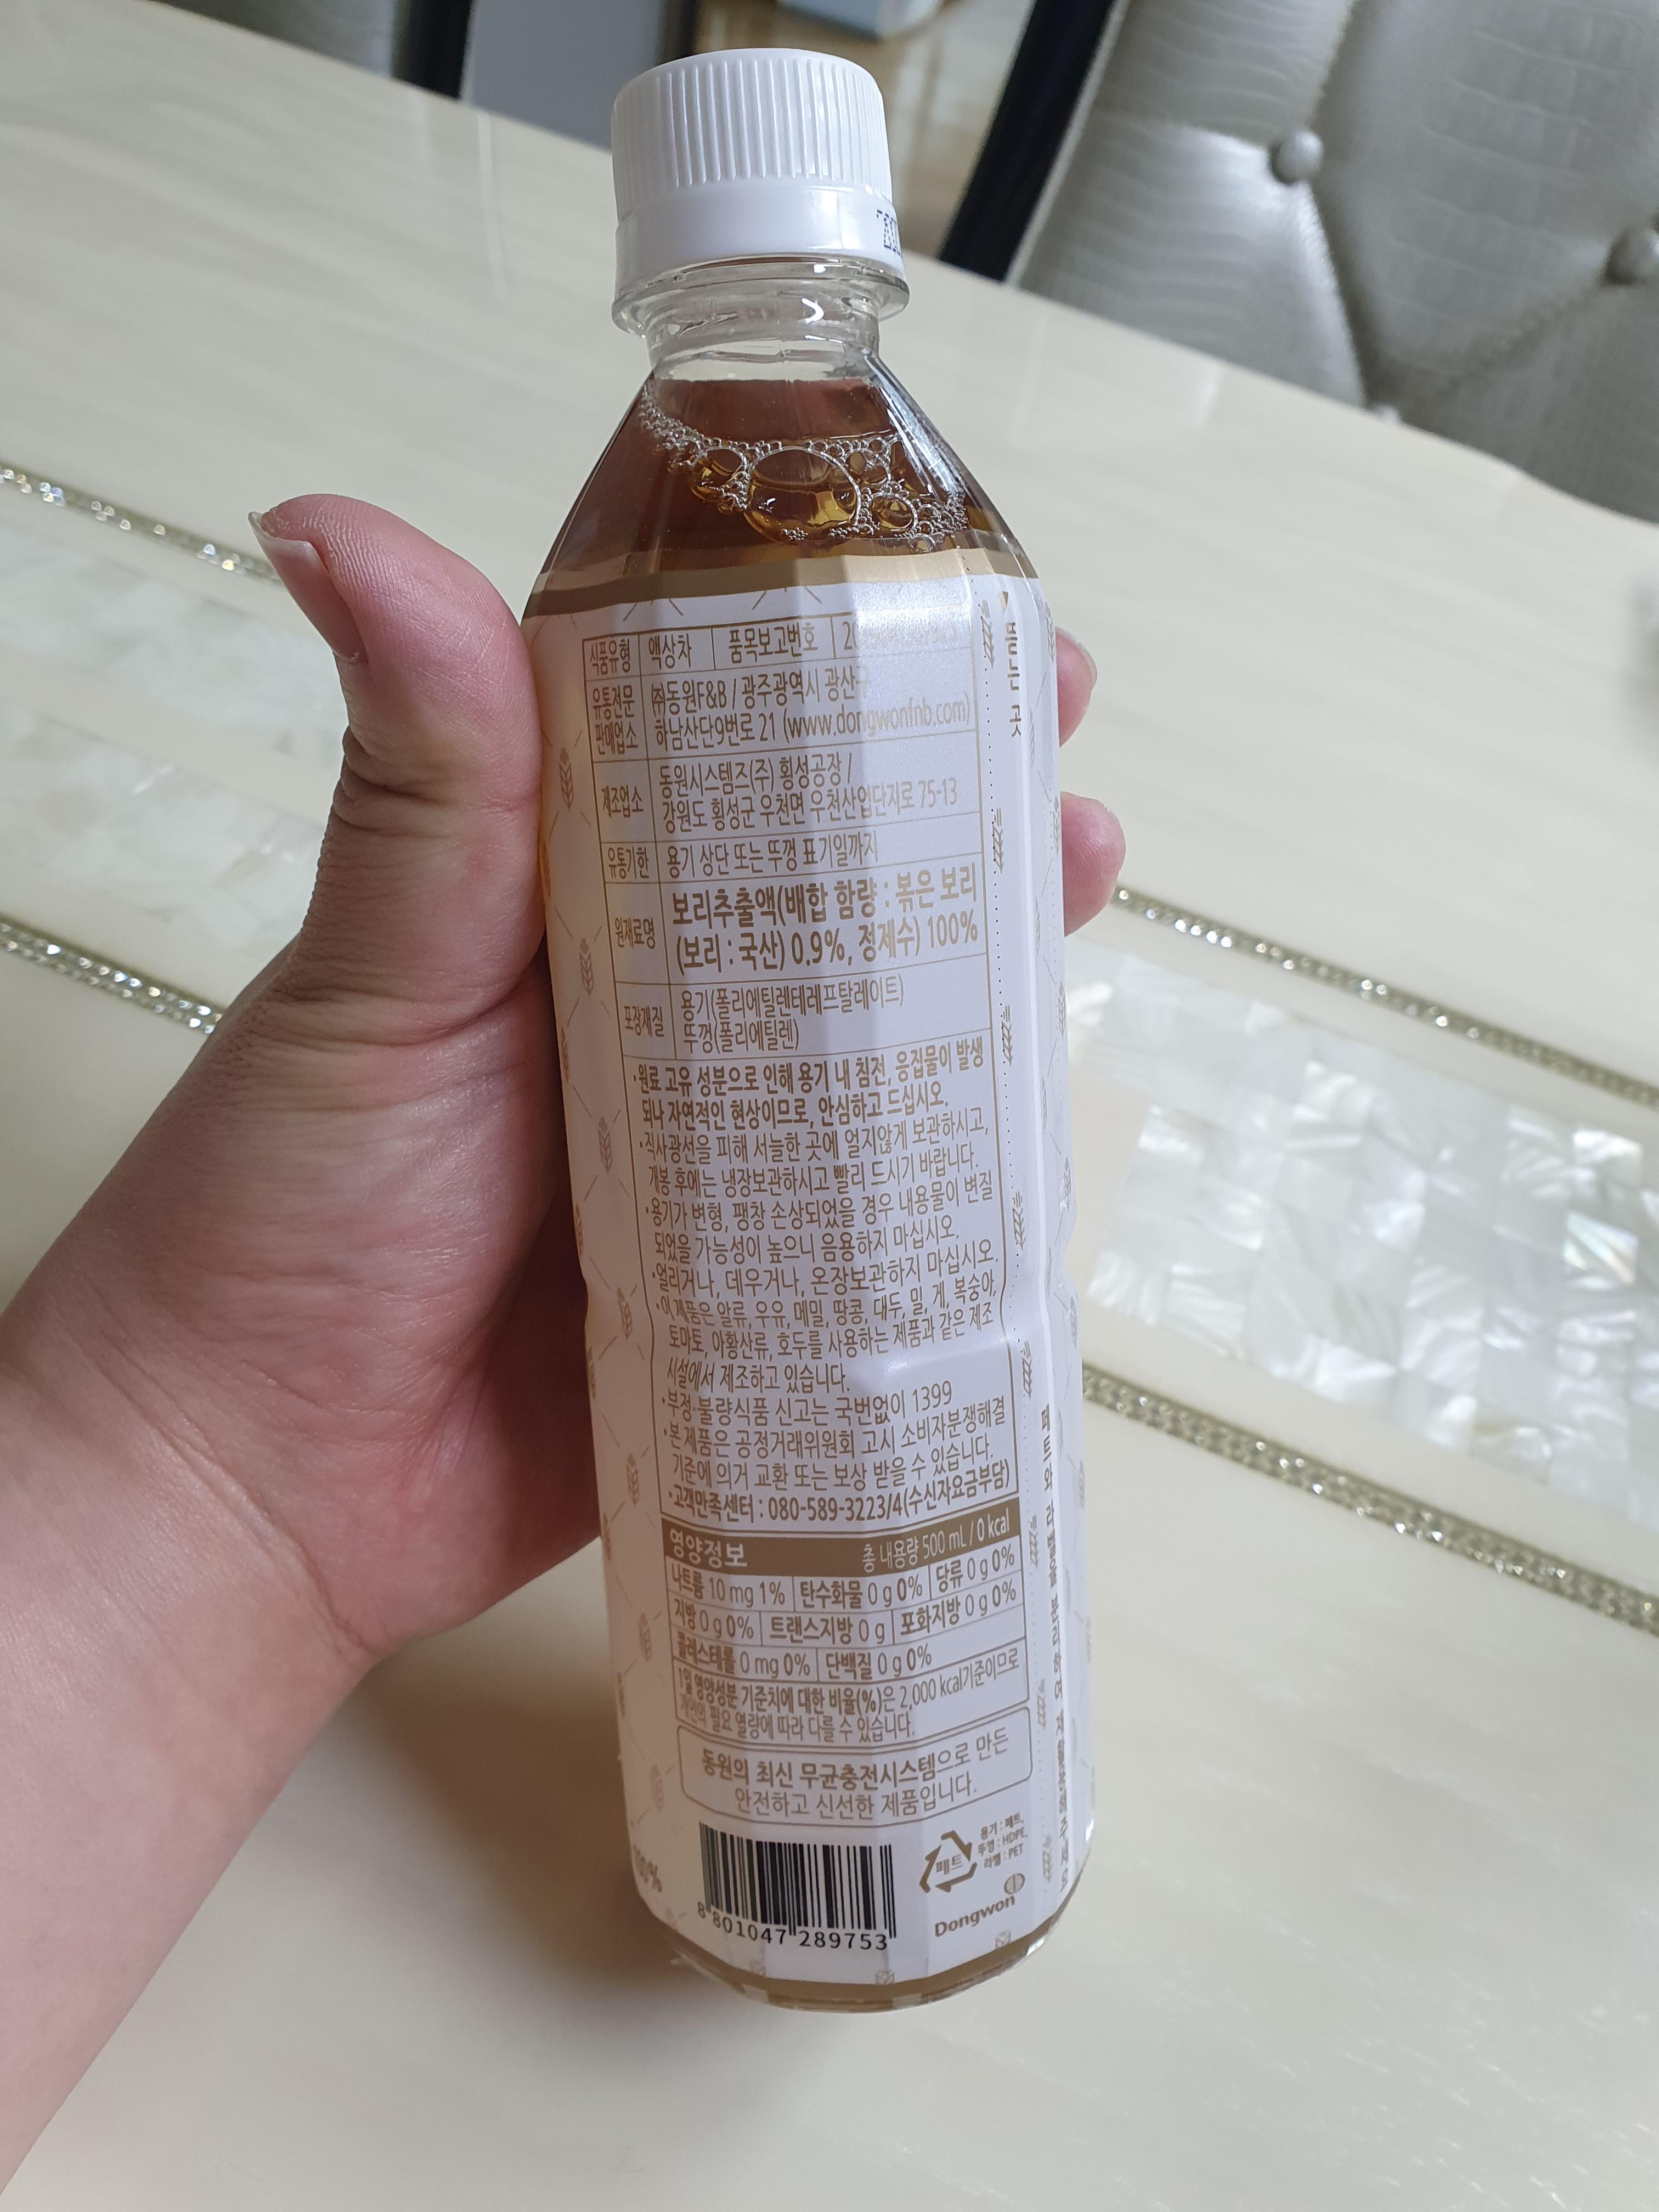 식품유형 액상차 품목보고번호
유통전문
판매업소
㈜동원F&B / 광주광역시 광산구
하남산단9번로 21 (www.dongwonfnb.com)
제조업소
동원시스템즈(주) 횡성공장 /
강원도 횡성군 우천면 우천산업단지로 75-13
유통기한 용기 상단 또는 뚜껑 표기일까지
원재료명
보리추출액(배합 함량 : 볶은 보리
(보리 : 국산) 0.9%, 정제수) 100%
포장재질
용기(폴리에틸렌테레프탈레이트)
뚜껑(폴리에틸렌)
·원료 고유 성분으로 인해 용기 내 침전, 응집물이 발생
되나 자연적인 현상이므로, 안심하고 드십시오.
·직사광선을 피해 서늘한 곳에 얼지않게 보관하시고,
개봉 후에는 냉장보관하시고 빨리 드시기 바랍니다.
·용기가 변형, 팽창 손상되었을 경우 내용물이 변질
되었을 가능성이 높으니 음용하지 마십시오.
·얼리거나, 데우거나, 온장보관하지 마십시오.
·이 제품은 알류, 우유, 메밀, 땅콩, 대두, 밀, 게, 복숭아,
토마토, 아황산류, 호두를 사용하는 제품과 같은 제조
시설에서 제조하고 있습니다.
·부정·불량식품 신고는 국번없이 1399
·본 제품은 공정거래위원회 고시 소비자분쟁해결
기준에 의거 교환 또는 보상 받을 수 있습니다.
·고객만족센터 : 080-589-3223/4(수신자요금부담)
영양정보 총 내용량 500 mL / 0 kcal
나트륨 10 mg 1% 탄수화물 0 g 0% 당류 0 g 0%
지방 0 g 0% 트랜스지방 0 g 포화지방 0 g 0%
콜레스테롤 0 mg 0% 단백질 0 g 0%
1일 영양성분 기준치에 대한 비율(%)은 2,000 kcal기준이므로
개인의 필요 열량에 따라 다를 수 있습니다.
동원의 최신 무균충전시스템으로 만든
안전하고 신선한 제품입니다.
8 801047 289753
페트
용기 : 페트,
뚜껑 : HDPE,
라벨 : PET
Dongwon
뜯는 곳
페트와 라벨을 분리하여